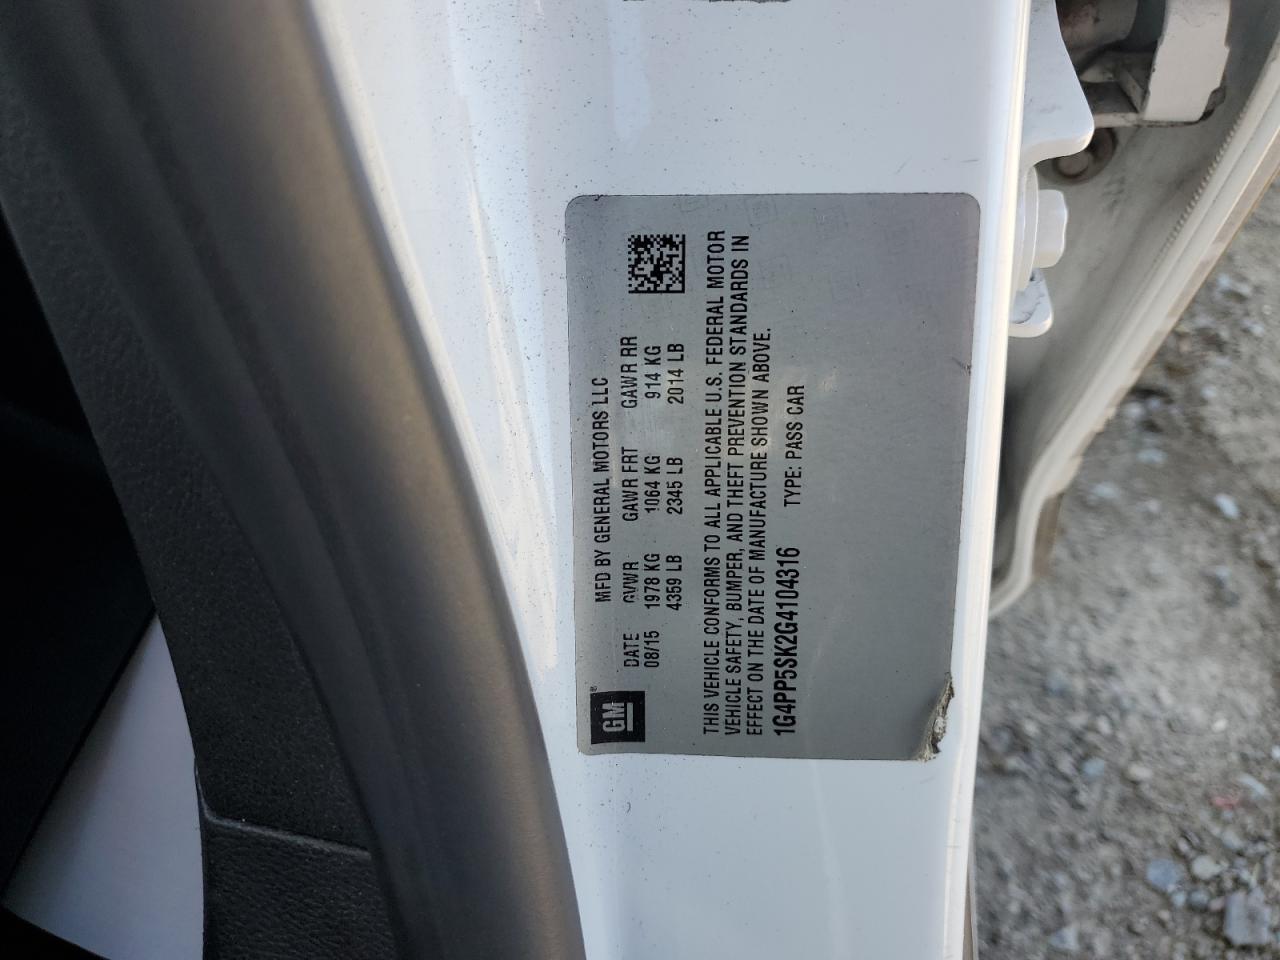 MFD BY GENERAL MOTORS LLC
DATE GVWR GAWR FRT GAWR RR
08/15 1978 KG 1064 KG 914 KG
4359 LB 2345 LB 2014 LB
GM®
THIS VEHICLE CONFORMS TO ALL APPLICABLE U.S. FEDERAL MOTOR
VEHICLE SAFETY, BUMPER, AND THEFT PREVENTION STANDARDS IN
EFFECT ON THE DATE OF MANUFACTURE SHOWN ABOVE.
1G4PP5SK2G4104316 TYPE: PASS CAR